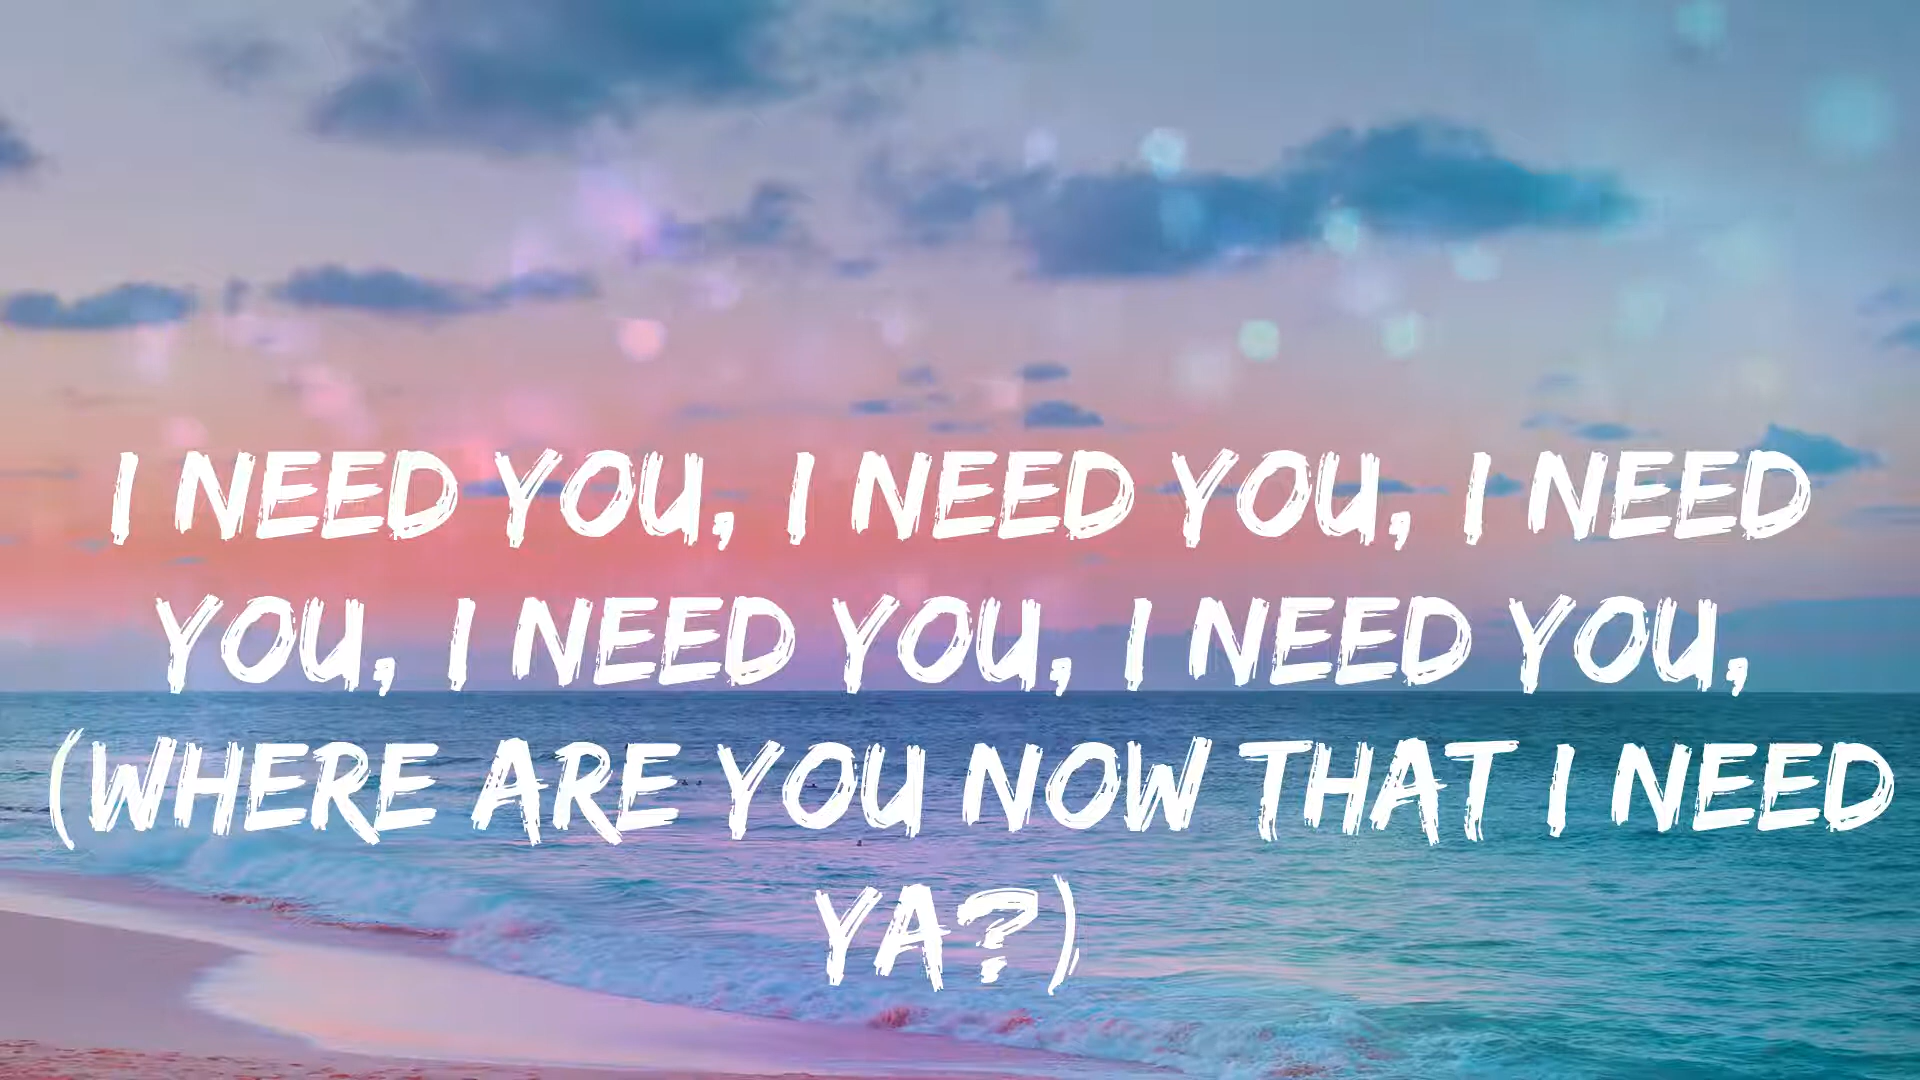 I NEED YOU, I NEED YOU, I NEED
YOU, I NEED YOU, I NEED YOU,
(WHERE ARE YOU NOW THAT I NEED
YA?)